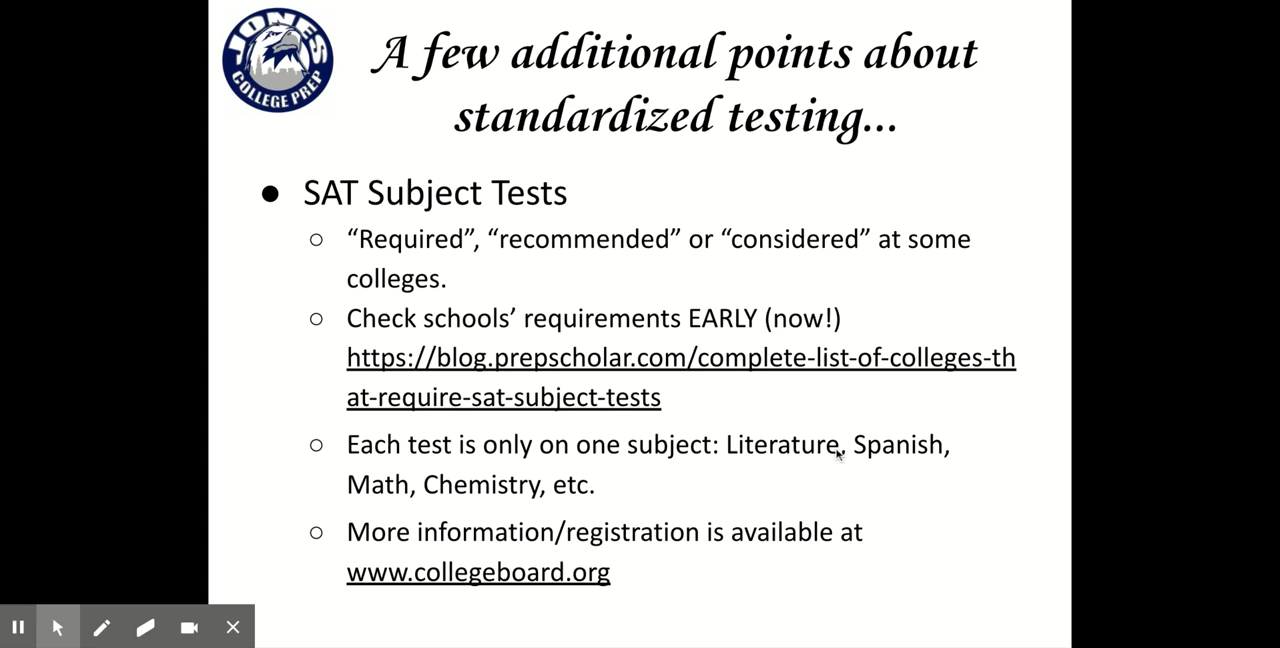 JONES
COLLEGE PREP
A few additional points about
standardized testing...
● SAT Subject Tests
○ “Required”, “recommended” or “considered” at some
colleges.
○ Check schools’ requirements EARLY (now!)
https://blog.prepscholar.com/complete-list-of-colleges-th
at-require-sat-subject-tests
○ Each test is only on one subject: Literature, Spanish,
Math, Chemistry, etc.
○ More information/registration is available at
www.collegeboard.org